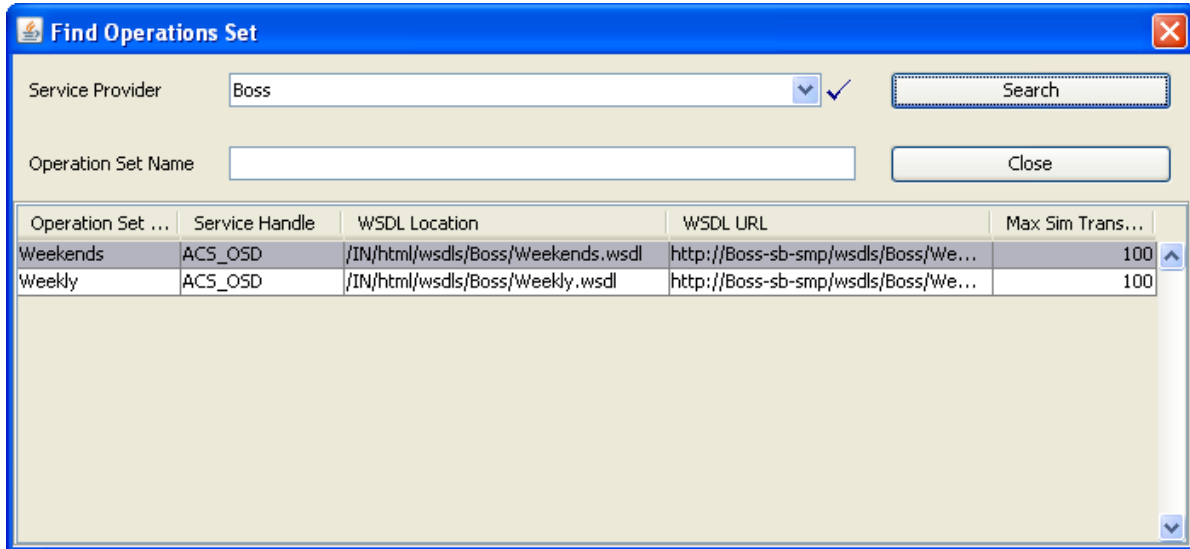 Find Operations Set
Service Provider Boss Search
Operation Set Name Close
Operation Set ... Service Handle WSDL Location WSDL URL Max Sim Trans...
Weekends ACS_OSD /IN/html/wsdls/Boss/Weekends.wsdl http://Boss-sb-smp/wsdls/Boss/We... 100
Weekly ACS_OSD /IN/html/wsdls/Boss/Weekly.wsdl http://Boss-sb-smp/wsdls/Boss/We... 100